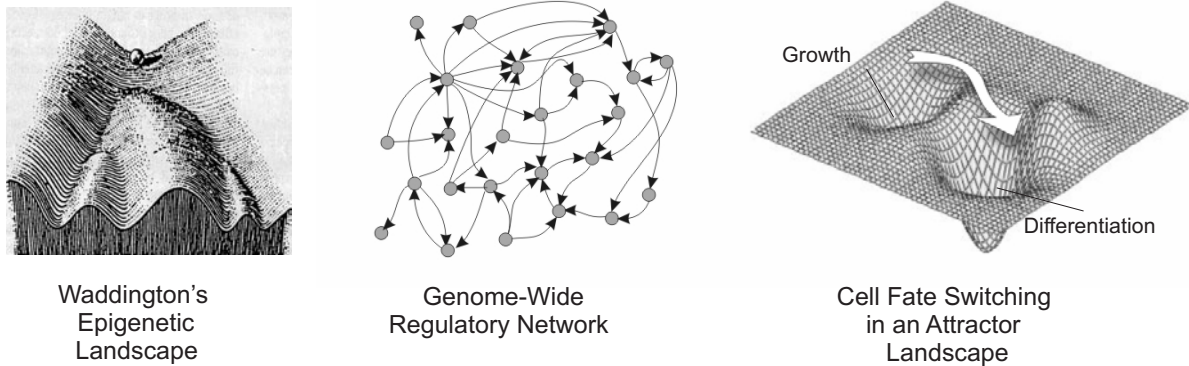 Growth
Differentiation
Waddington's
Epigenetic
Landscape
Genome-Wide
Regulatory Network
Cell Fate Switching
in an Attractor
Landscape